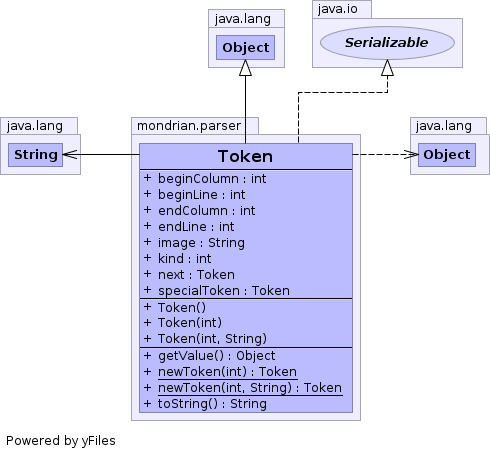 java.lang
Object
java.io
Serializable
java.lang
String
mondrian.parser
Token
java.lang
Object
+ beginColumn : int
+ beginLine : int
+ endColumn : int
+ endLine : int
+ image : String
+ kind : int
+ next : Token
+ specialToken : Token
+ Token()
+ Token(int)
+ Token(int, String)
+ getValue() : Object
+ newToken(int) : Token
+ newToken(int, String) : Token
+ toString() : String
Powered by yFiles